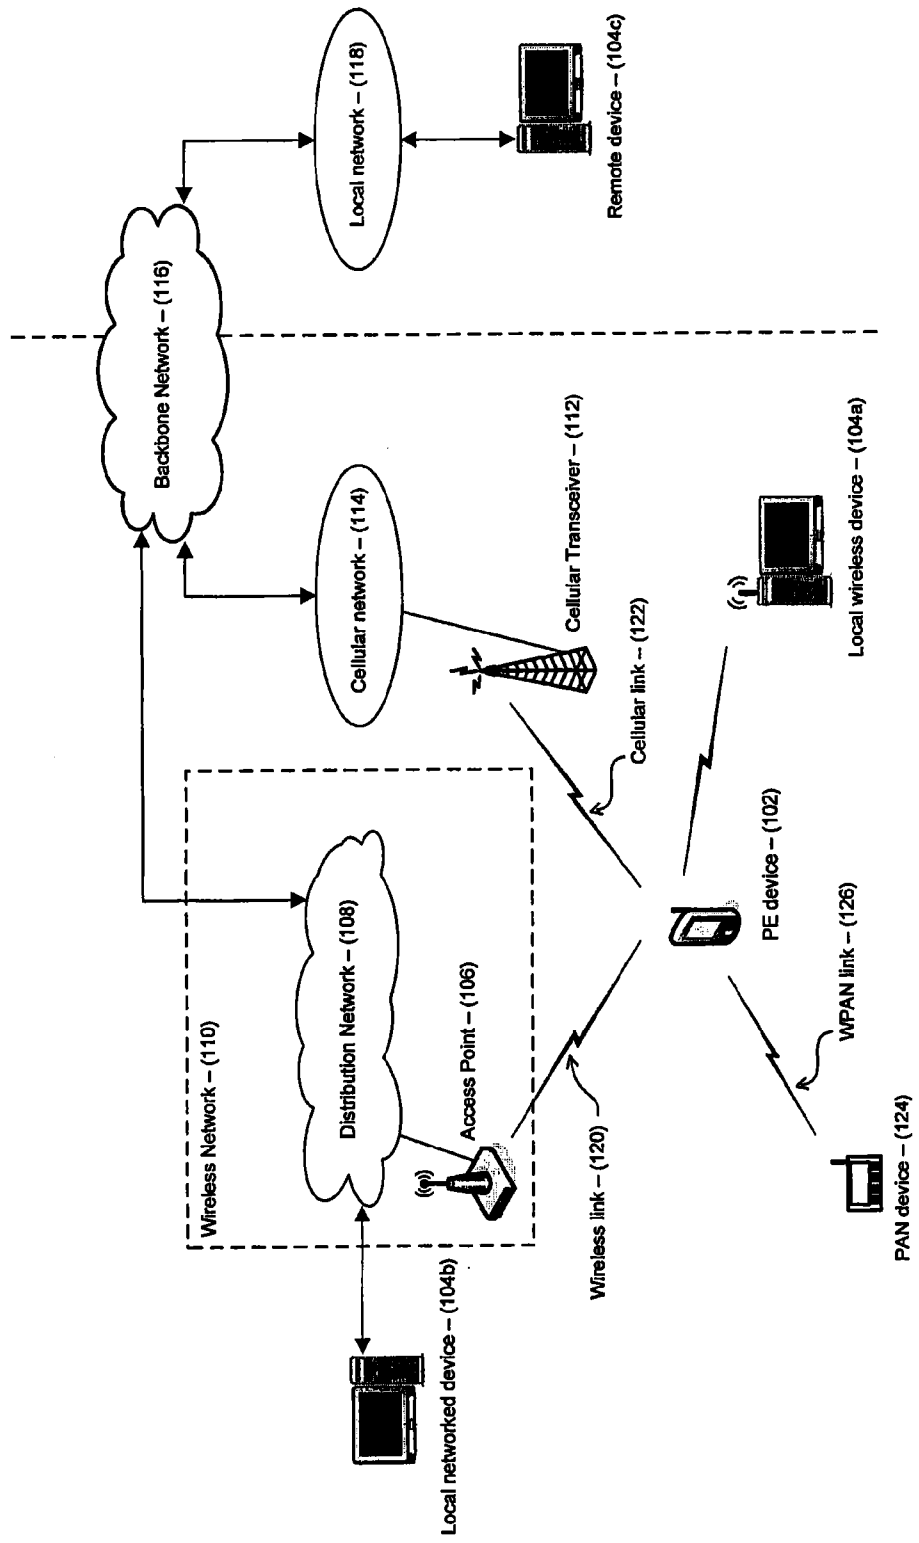 Backbone Network – (116)
Local network – (118)
Remote device – (104c)
Cellular network – (114)
Cellular Transceiver – (112)
Cellular link – (122)
Local wireless device – (104a)
Wireless Network – (110)
Distribution Network – (108)
Access Point – (106)
Wireless link – (120)
PE device – (102)
WPAN link – (126)
PAN device – (124)
Local networked device – (104b)